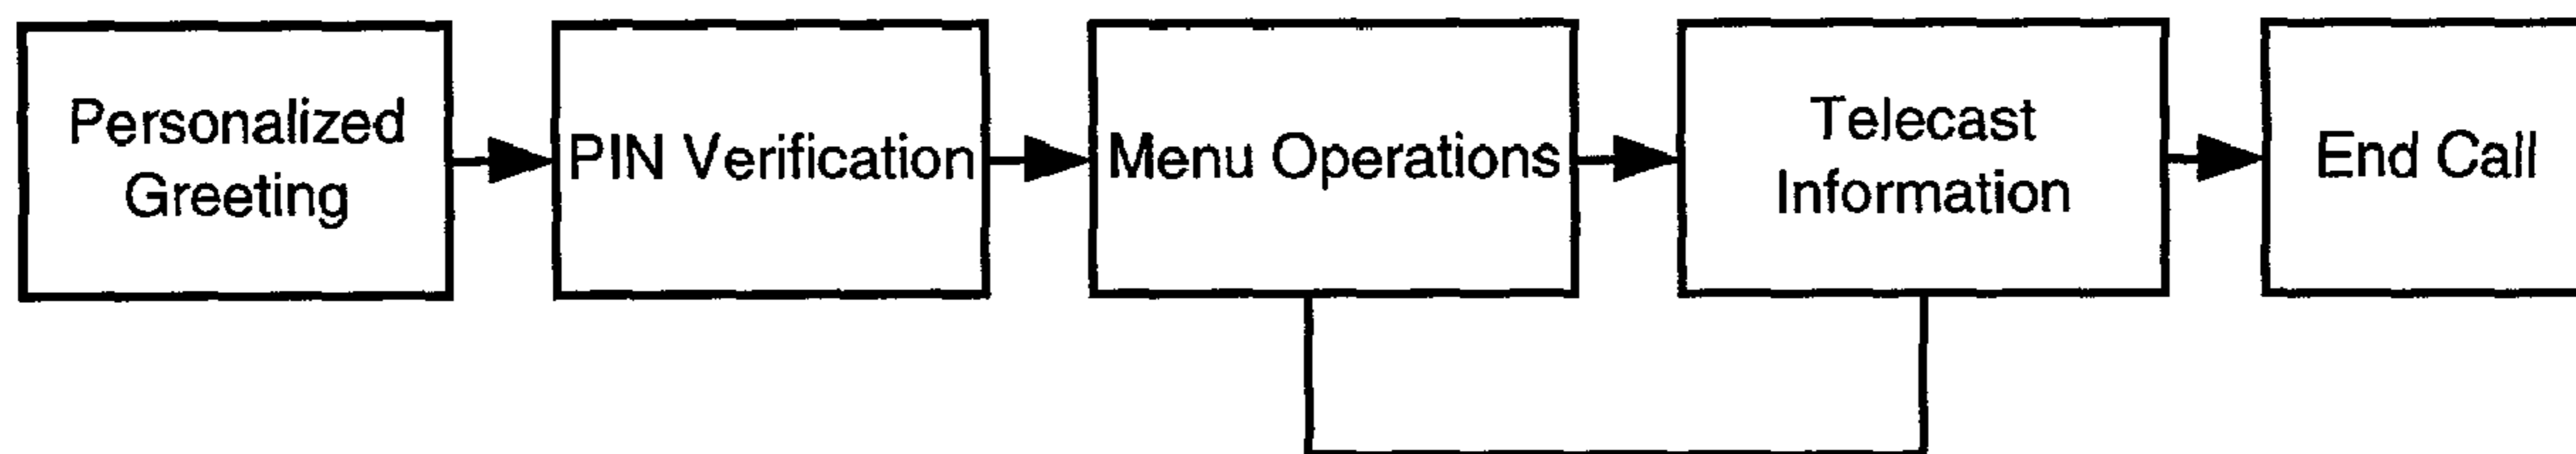 Personalized
Greeting
PIN Verification
Menu Operations
Telecast
Information
End Call